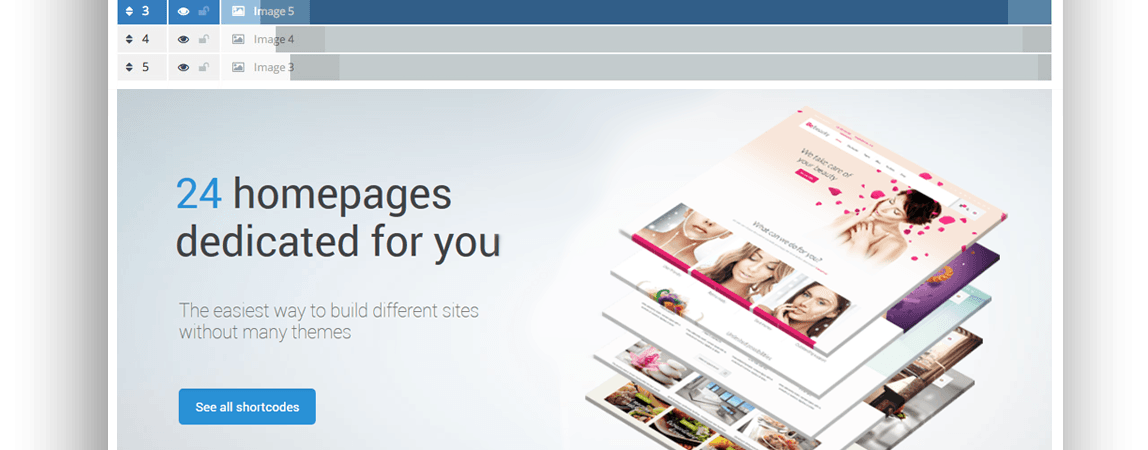 3 Image 5
4 Image 4
5 Image 3
24 homepages
dedicated for you
The easiest way to build different sites
without many themes
See all shortcodes
We take care of
your beauty
What can we do for you?